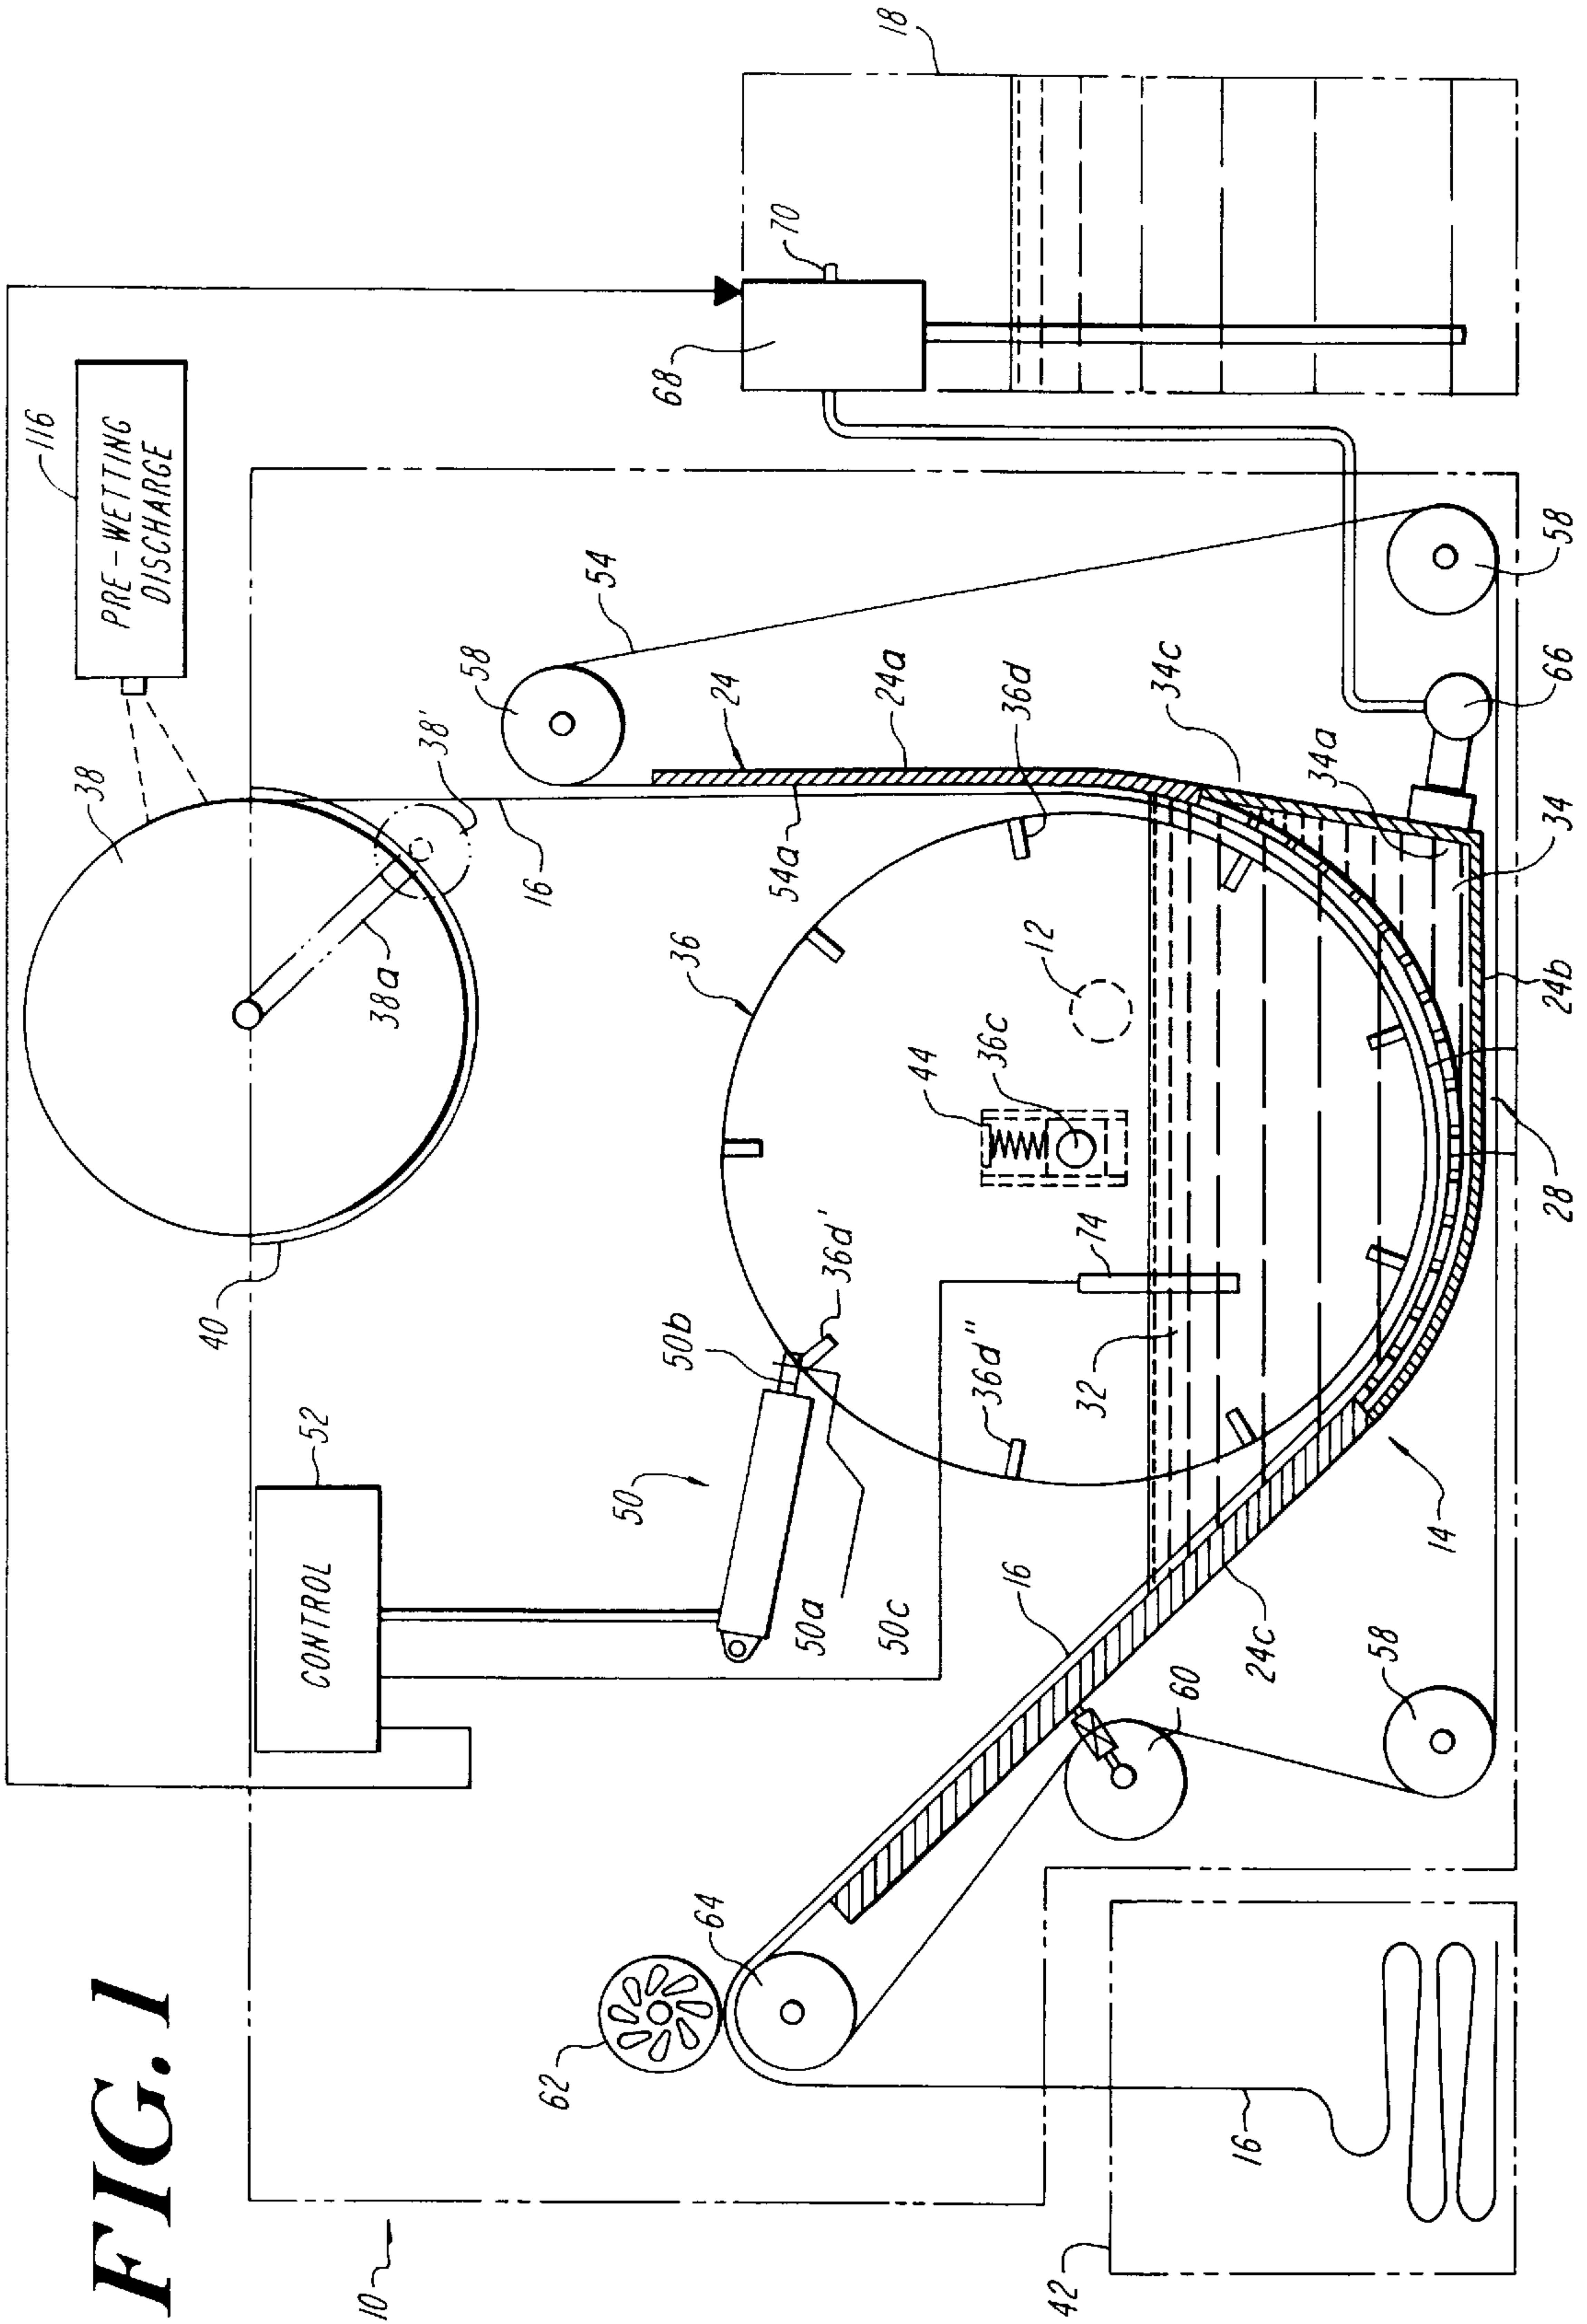 FIG. 1
10
18
116
PRE-WETTING
DISCHARGE
38
38'
38a
40
16
58
54
70
68
24
24a
54a
36d
34c
34a
34
66
58
24b
28
36
12
44
36c
74
32
36d'
36d"
50b
50
50a
50c
52
CONTROL
14
16
24c
60
58
64
62
16
42